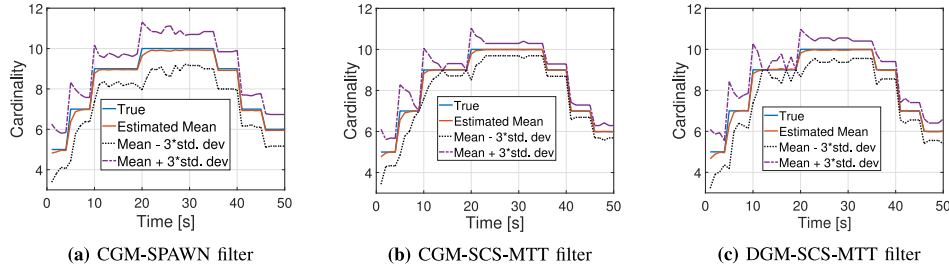 Cardinality
12
10
8
6
4
True
Estimated Mean
Mean - 3*std. dev
Mean + 3*std. dev
0 10 20 30 40 50
Time [s]
(a) CGM-SPAWN filter
Cardinality
12
10
8
6
4
True
Estimated Mean
Mean - 3*std. dev
Mean + 3*std. dev
0 10 20 30 40 50
Time [s]
(b) CGM-SCS-MTT filter
Cardinality
12
10
8
6
4
True
Estimated Mean
Mean - 3*std. dev
Mean + 3*std. dev
0 10 20 30 40 50
Time [s]
(c) DGM-SCS-MTT filter